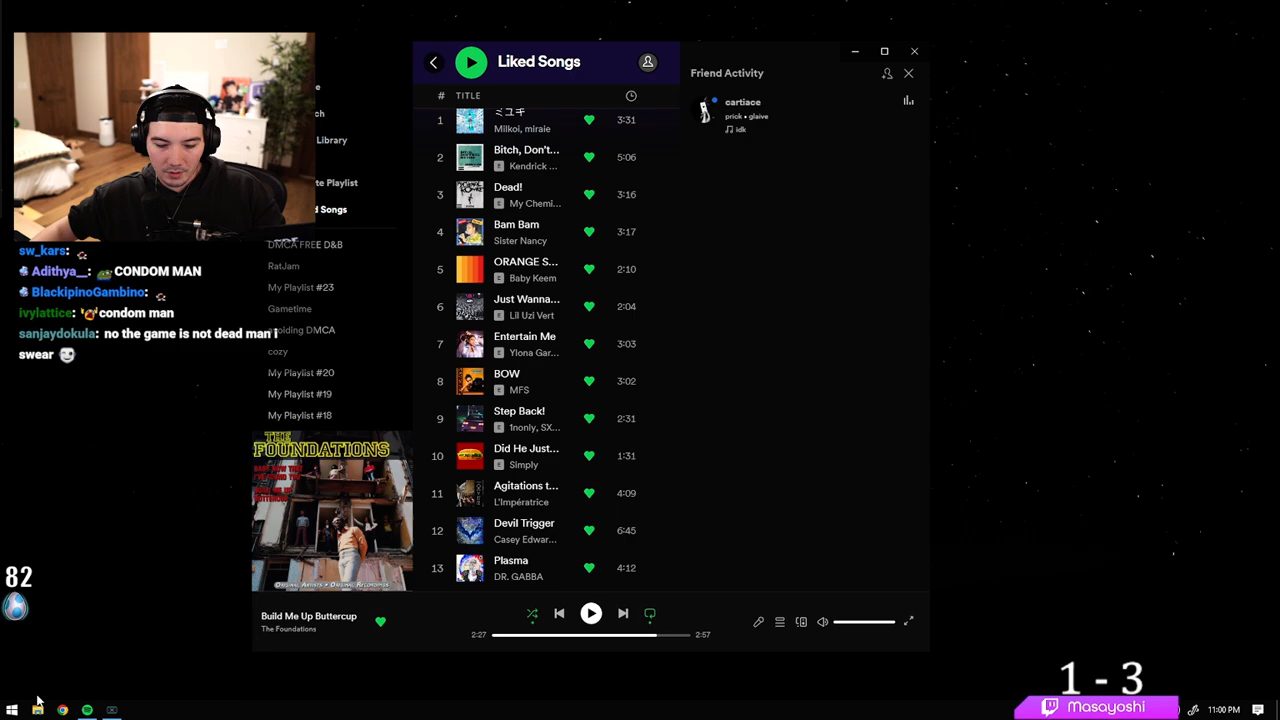 Library
te Playlist
d Songs
DMCA FREE D&B
RatJam
My Playlist #23
Gametime
avoiding DMCA
cozy
My Playlist #20
My Playlist #19
My Playlist #18
sw_kars:
Adithya__: CONDOM MAN
BlackipinoGambino:
ivylattice: condom man
sanjaydokula: no the game is not dead man i
swear
82
THE
FOUNDATIONS
ORIGINAL ARTISTS • ORIGINAL RECORDINGS
Build Me Up Buttercup
The Foundations
Liked Songs
# TITLE
1 ミユキ 3:31
Milkoi, miraie
2 Bitch, Don't... 5:06
E Kendrick ...
3 Dead! 3:16
E My Chemi...
4 Bam Bam 3:17
Sister Nancy
5 ORANGE S... 2:10
E Baby Keem
6 Just Wanna... 2:04
E Lil Uzi Vert
7 Entertain Me 3:03
E Ylona Gar...
8 BOW 3:02
E MFS
9 Step Back! 2:31
E 1nonly, SX...
10 Did He Just... 1:31
E Simply
11 Agitations t... 4:09
L'Impératrice
12 Devil Trigger 6:45
Casey Edwar...
13 Plasma 4:12
DR. GABBA
2:27 2:57
Friend Activity
cartiace
prick • glaive
idk
1 - 3
Masayoshi
11:00 PM